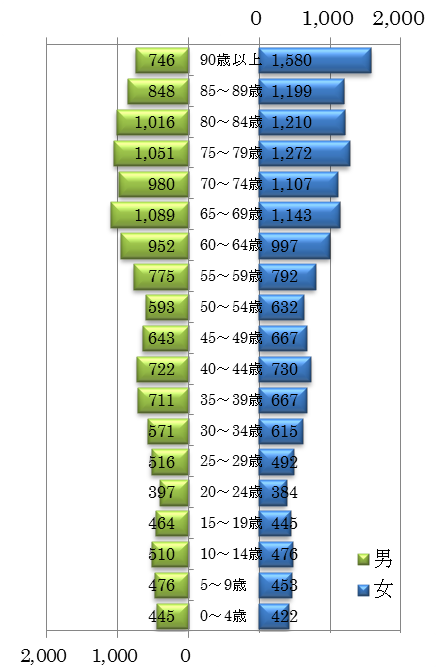 0 1,000 2,000
746 90歳以上 1,580
848 85～89歳 1,199
1,016 80～84歳 1,210
1,051 75～79歳 1,272
980 70～74歳 1,107
1,089 65～69歳 1,143
952 60～64歳 997
775 55～59歳 792
593 50～54歳 632
643 45～49歳 667
722 40～44歳 730
711 35～39歳 667
571 30～34歳 615
516 25～29歳 492
397 20～24歳 384
464 15～19歳 445
510 10～14歳 476
476 5～9歳 453
445 0～4歳 422
男
女
2,000 1,000 0